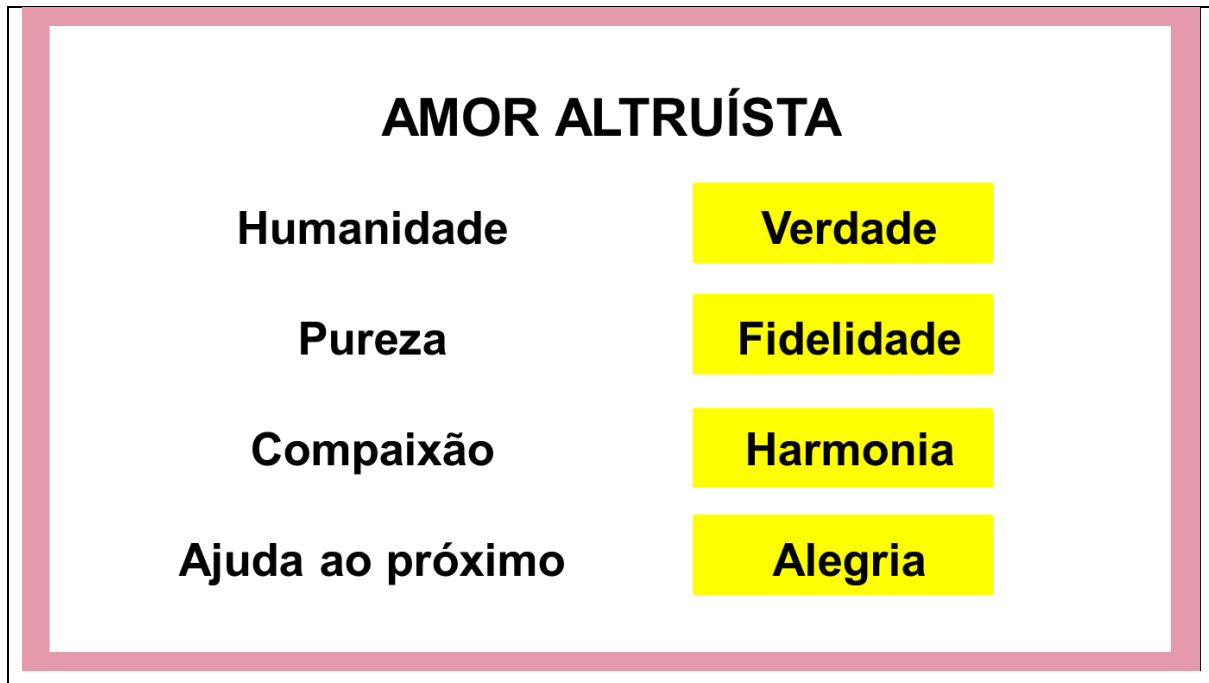 AMOR ALTRUÍSTA
Humanidade Verdade
Pureza Fidelidade
Compaixão Harmonia
Ajuda ao próximo Alegria